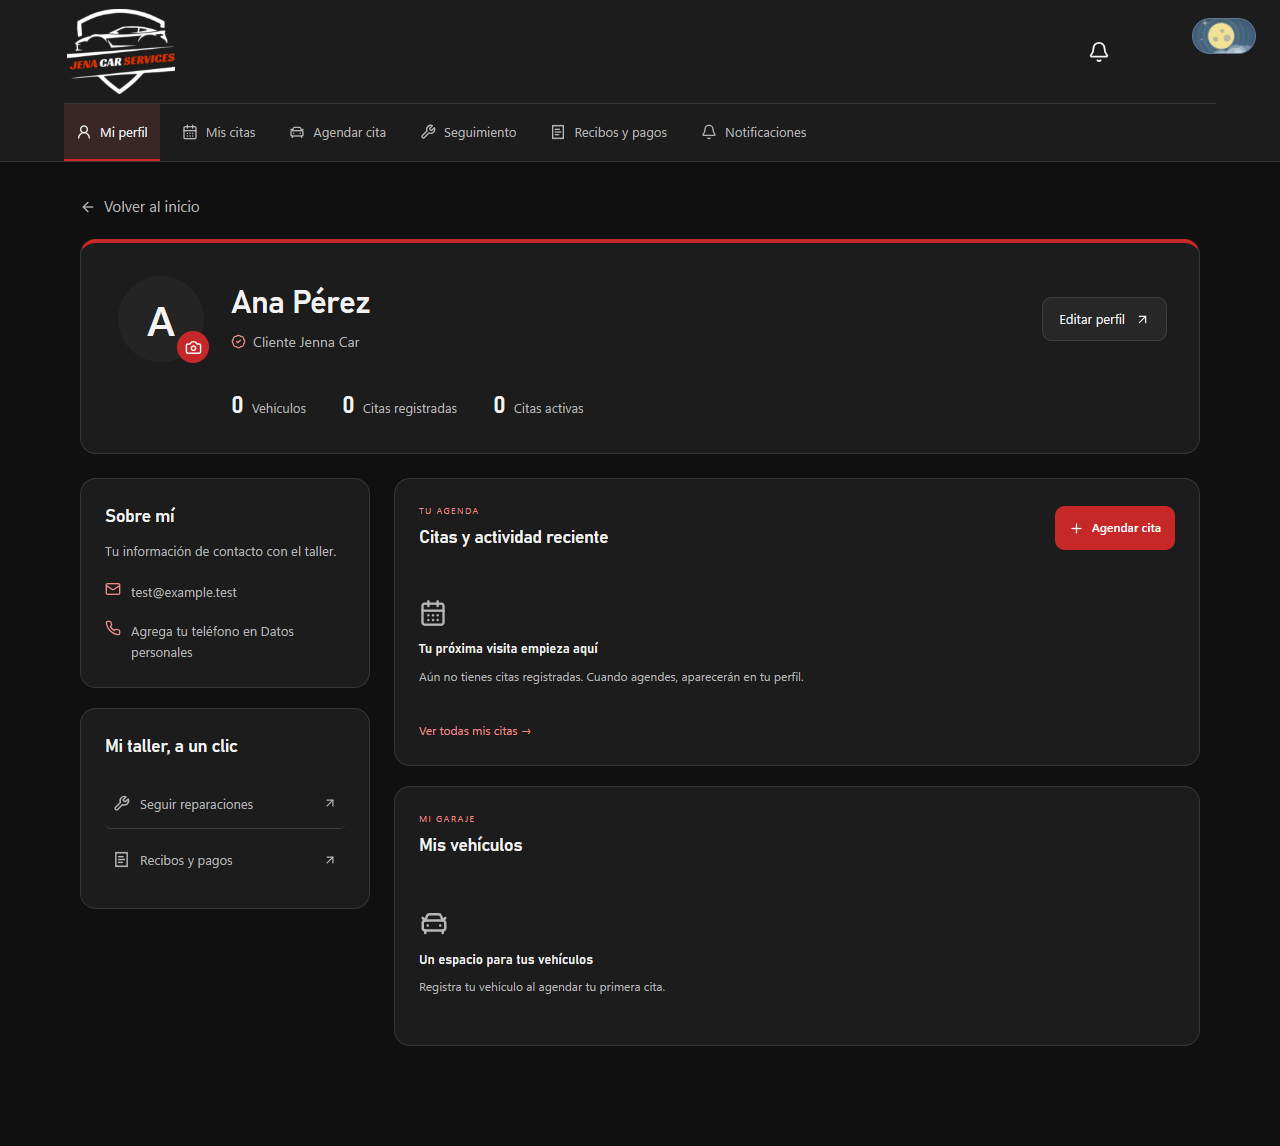 JENA CAR SERVICES
Mi perfil
Mis citas
Agendar cita
Seguimiento
Recibos y pagos
Notificaciones
← Volver al inicio
A
Ana Pérez
Cliente Jenna Car
Editar perfil
0 Vehículos
0 Citas registradas
0 Citas activas
Sobre mí
Tu información de contacto con el taller.
test@example.test
Agrega tu teléfono en Datos
personales
Mi taller, a un clic
Seguir reparaciones
Recibos y pagos
TU AGENDA
Citas y actividad reciente
+ Agendar cita
Tu próxima visita empieza aquí
Aún no tienes citas registradas. Cuando agendes, aparecerán en tu perfil.
Ver todas mis citas →
MI GARAJE
Mis vehículos
Un espacio para tus vehículos
Registra tu vehículo al agendar tu primera cita.